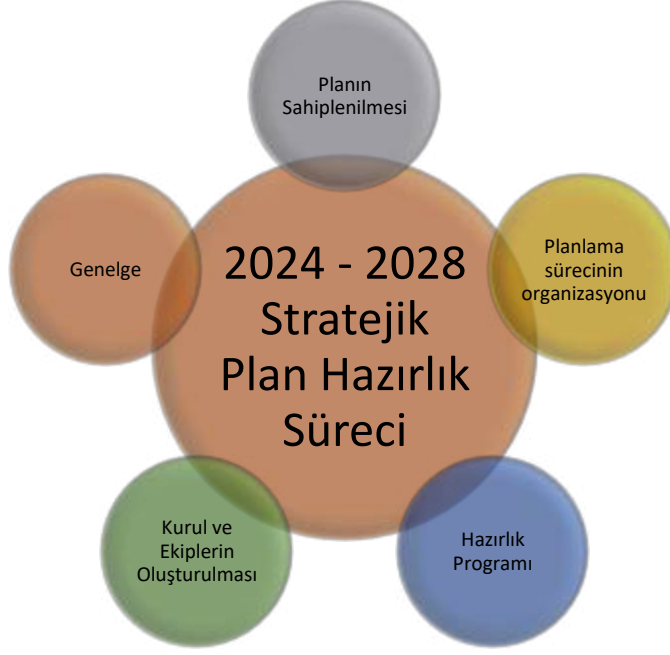 Planın
Sahiplenilmesi
Genelge
2024 - 2028
Stratejik
Plan Hazırlık
Süreci
Planlama
sürecinin
organizasyonu
Kurul ve
Ekiplerin
Oluşturulması
Hazırlık
Programı